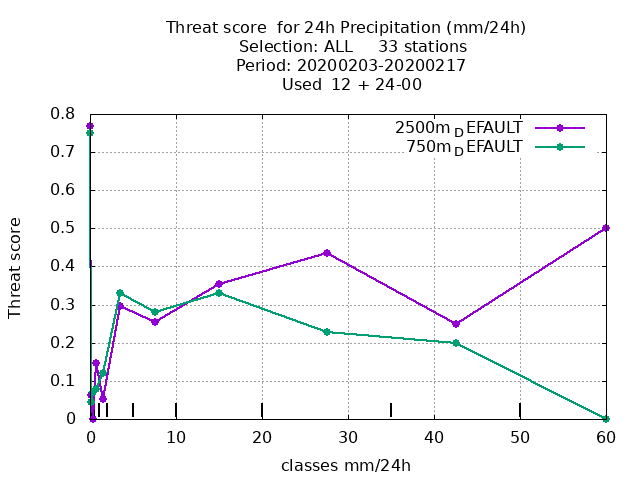 Threat score  for 24h Precipitation (mm/24h)
Selection: ALL     33 stations
Period: 20200203-20200217
Used  12 + 24-00
2500m_DEFAULT
750m_DEFAULT
0.8
0.7
0.6
0.5
0.4
0.3
0.2
0.1
0
Threat score
0 10 20 30 40 50 60
classes mm/24h